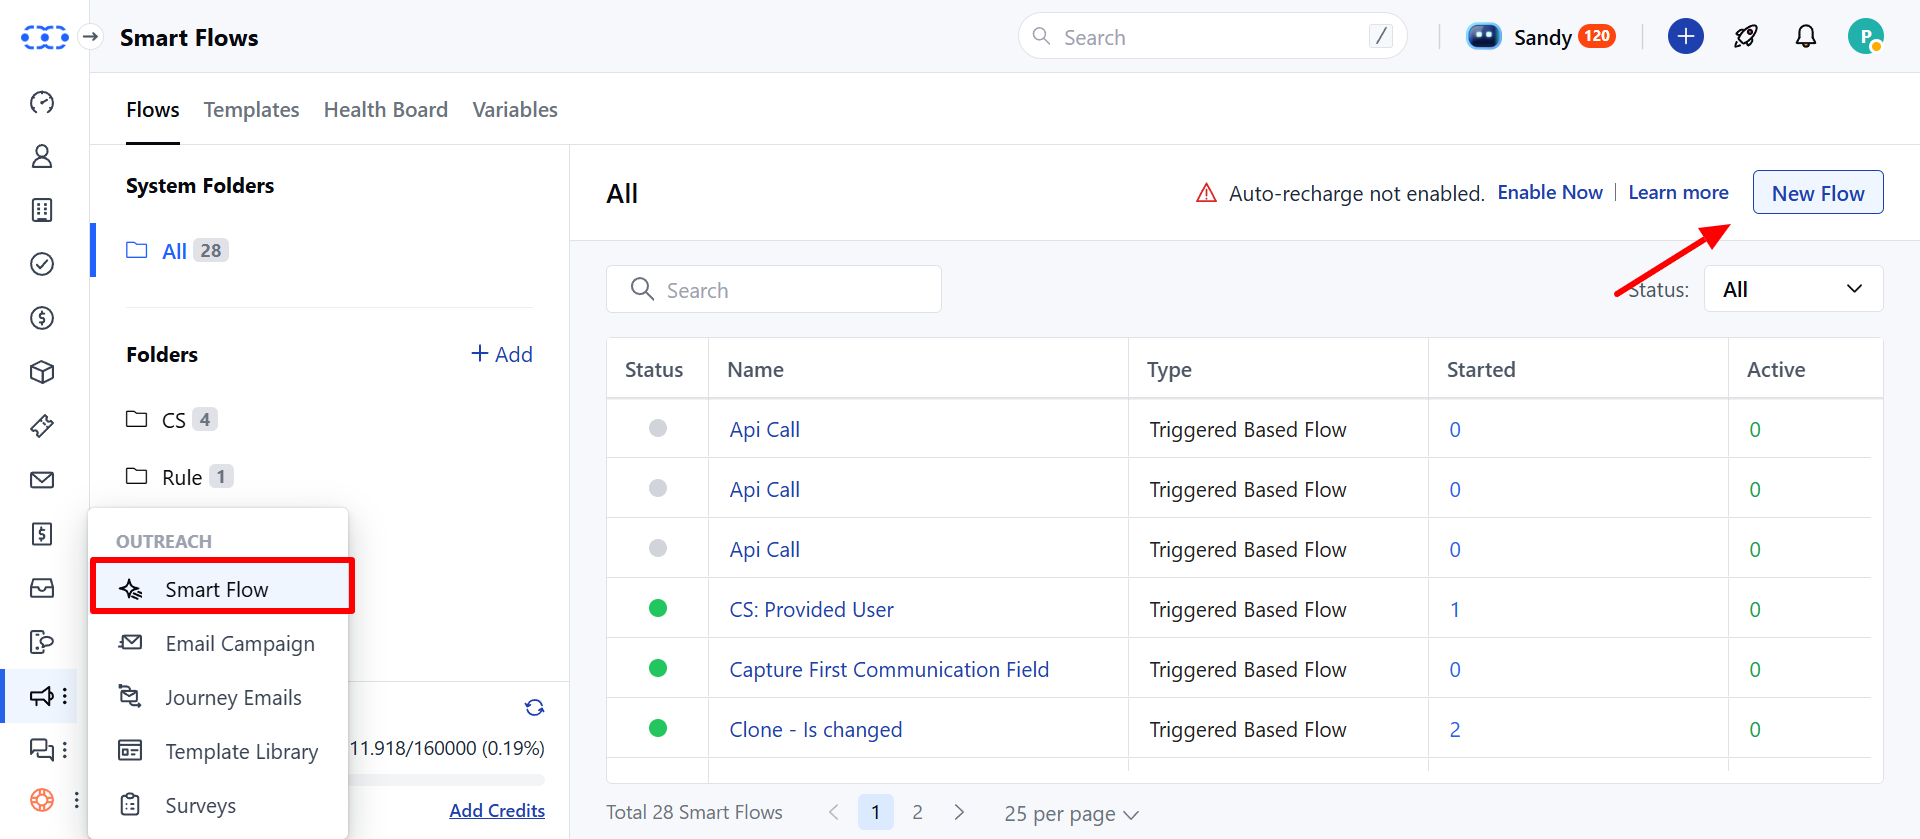 Smart Flows
Search /
Sandy 120
P
Flows Templates Health Board Variables
System Folders
All 28
Folders + Add
CS 4
Rule 1
OUTREACH
Smart Flow
Email Campaign
Journey Emails
Template Library
Surveys
11.918/160000 (0.19%)
Add Credits
All
Auto-recharge not enabled. Enable Now | Learn more
New Flow
Search
Status: All
Status Name Type Started Active
Api Call Triggered Based Flow 0 0
Api Call Triggered Based Flow 0 0
Api Call Triggered Based Flow 0 0
CS: Provided User Triggered Based Flow 1 0
Capture First Communication Field Triggered Based Flow 0 0
Clone - Is changed Triggered Based Flow 2 0
Total 28 Smart Flows 1 2 25 per page